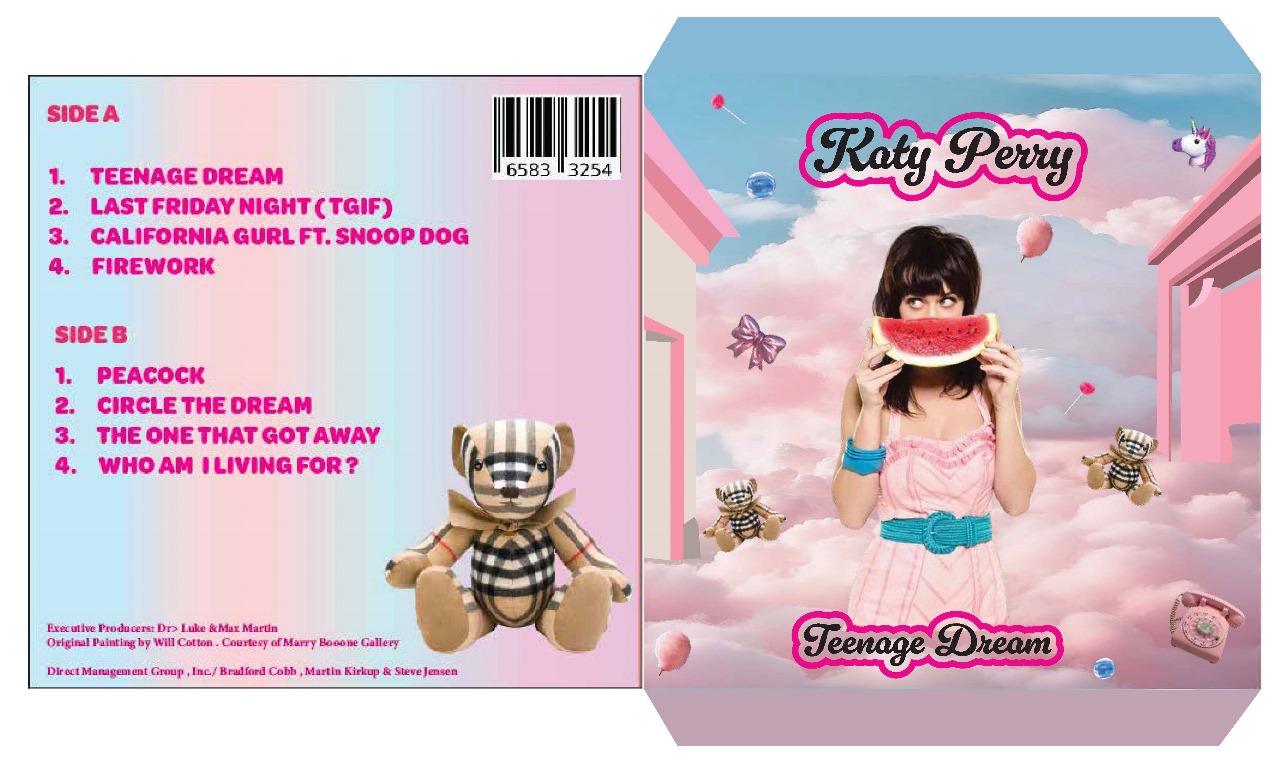 SIDE A
6583 3254
1. TEENAGE DREAM
2. LAST FRIDAY NIGHT ( TGIF)
3. CALIFORNIA GURL FT. SNOOP DOG
4. FIREWORK
SIDE B
1. PEACOCK
2. CIRCLE THE DREAM
3. THE ONE THAT GOT AWAY
4. WHO AM I LIVING FOR ?
Executive Producers: Dr> Luke &Max Martin
Original Painting by Will Cotton . Courtesy of Marry Booone Gallery
Direct Management Group , Inc./ Bradford Cobb , Martin Kirkup & Steve Jensen
Katy Perry
Teenage Dream